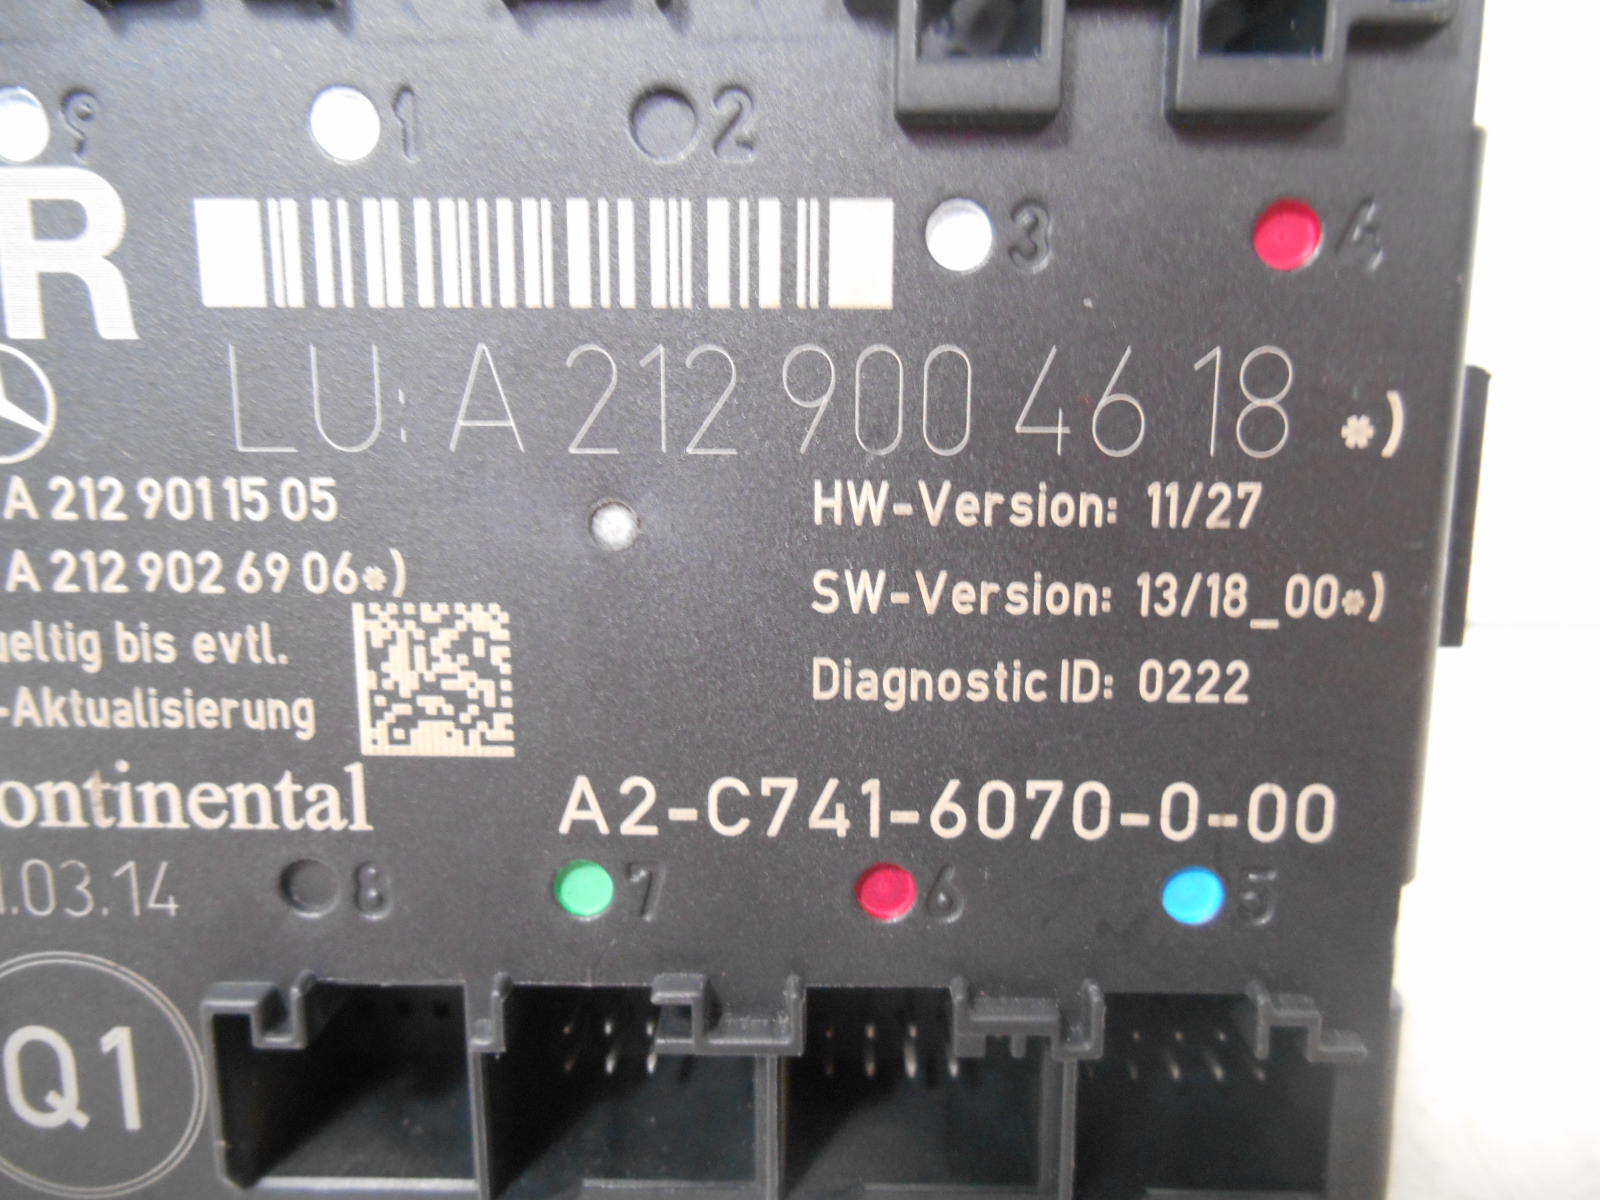 9 1 2
R
3 4
LU: A 212 900 46 18 *)
A 212 901 15 05
HW-Version: 11/27
A 212 902 69 06*)
SW-Version: 13/18_00*)
ueltig bis evtl.
Diagnostic ID: 0222
-Aktualisierung
ontinental
A2-C741-6070-0-00
.03.14
8 7 6 5
Q1